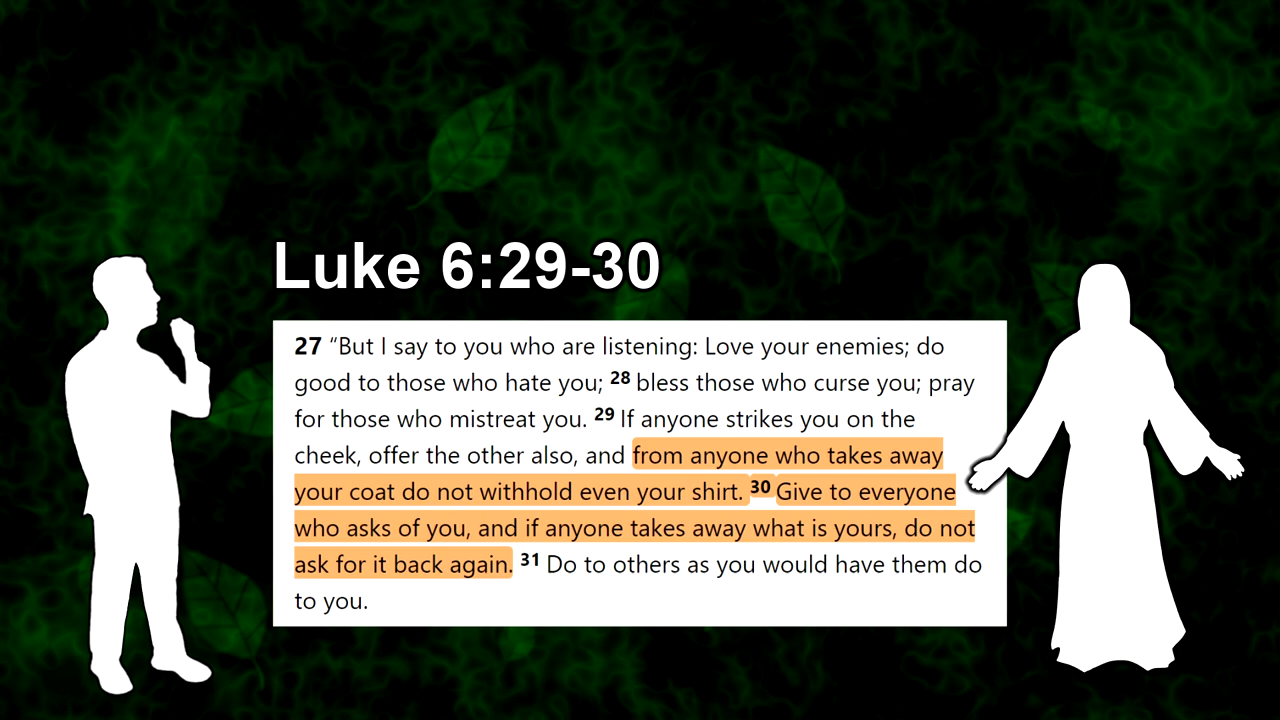 Luke 6:29-30
27 “But I say to you who are listening: Love your enemies; do
good to those who hate you; 28 bless those who curse you; pray
for those who mistreat you. 29 If anyone strikes you on the
cheek, offer the other also, and from anyone who takes away
your coat do not withhold even your shirt. 30 Give to everyone
who asks of you, and if anyone takes away what is yours, do not
ask for it back again. 31 Do to others as you would have them do
to you.